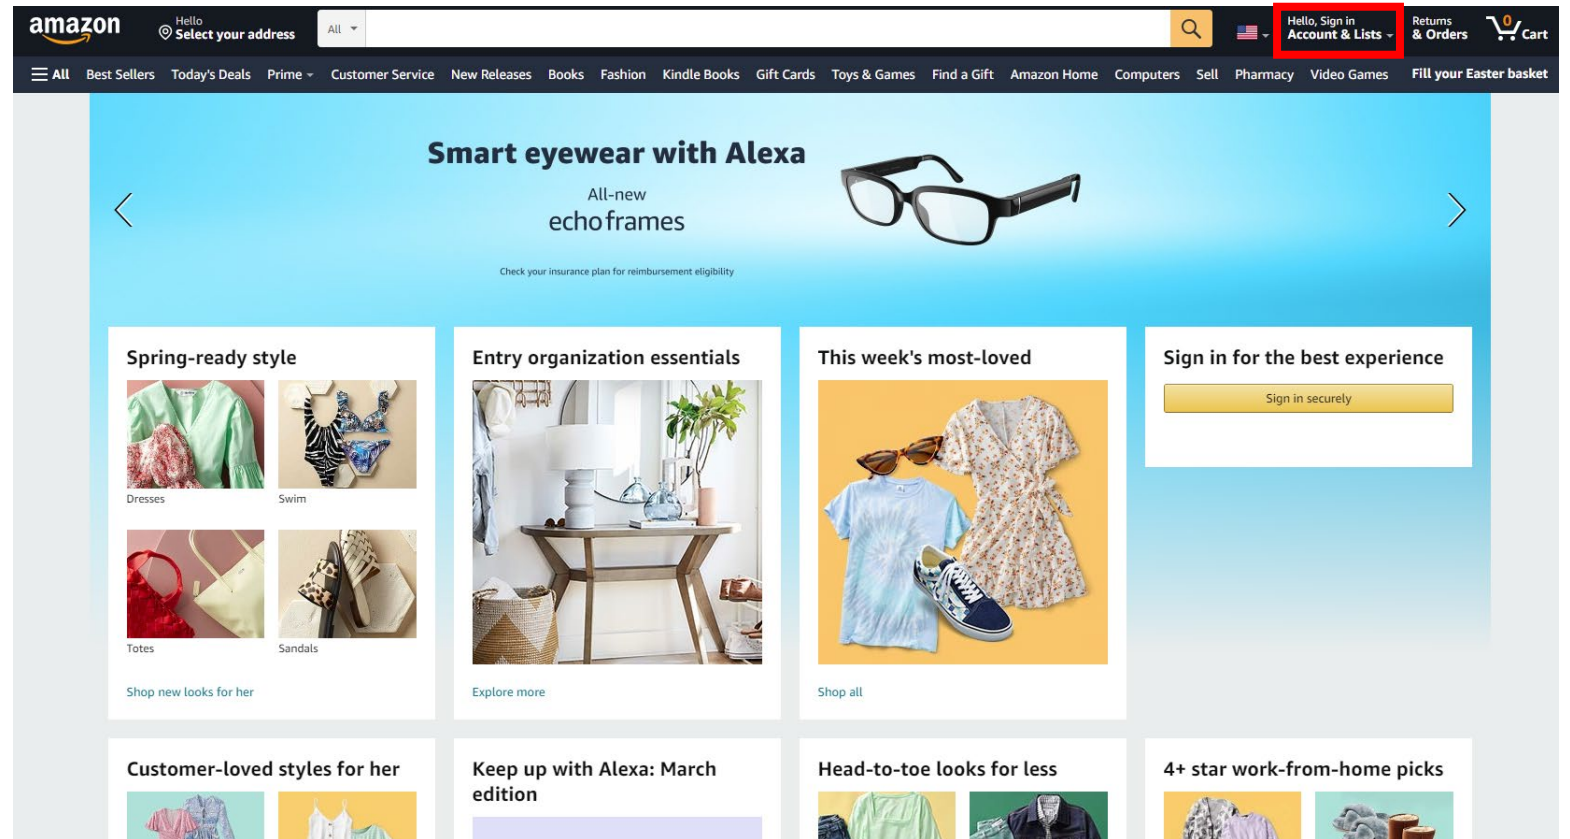 amazon
Hello
Select your address
All
Hello, Sign in
Account & Lists
Returns
& Orders
0
Cart
All Best Sellers Today's Deals Prime Customer Service New Releases Books Fashion Kindle Books Gift Cards Toys & Games Find a Gift Amazon Home Computers Sell Pharmacy Video Games Fill your Easter basket
Smart eyewear with Alexa
All-new
echo frames
Check your insurance plan for reimbursement eligibility
Spring-ready style
Dresses
Swim
Totes
Sandals
Shop new looks for her
Entry organization essentials
Explore more
This week's most-loved
Shop all
Sign in for the best experience
Sign in securely
Customer-loved styles for her
Keep up with Alexa: March
edition
Head-to-toe looks for less
4+ star work-from-home picks